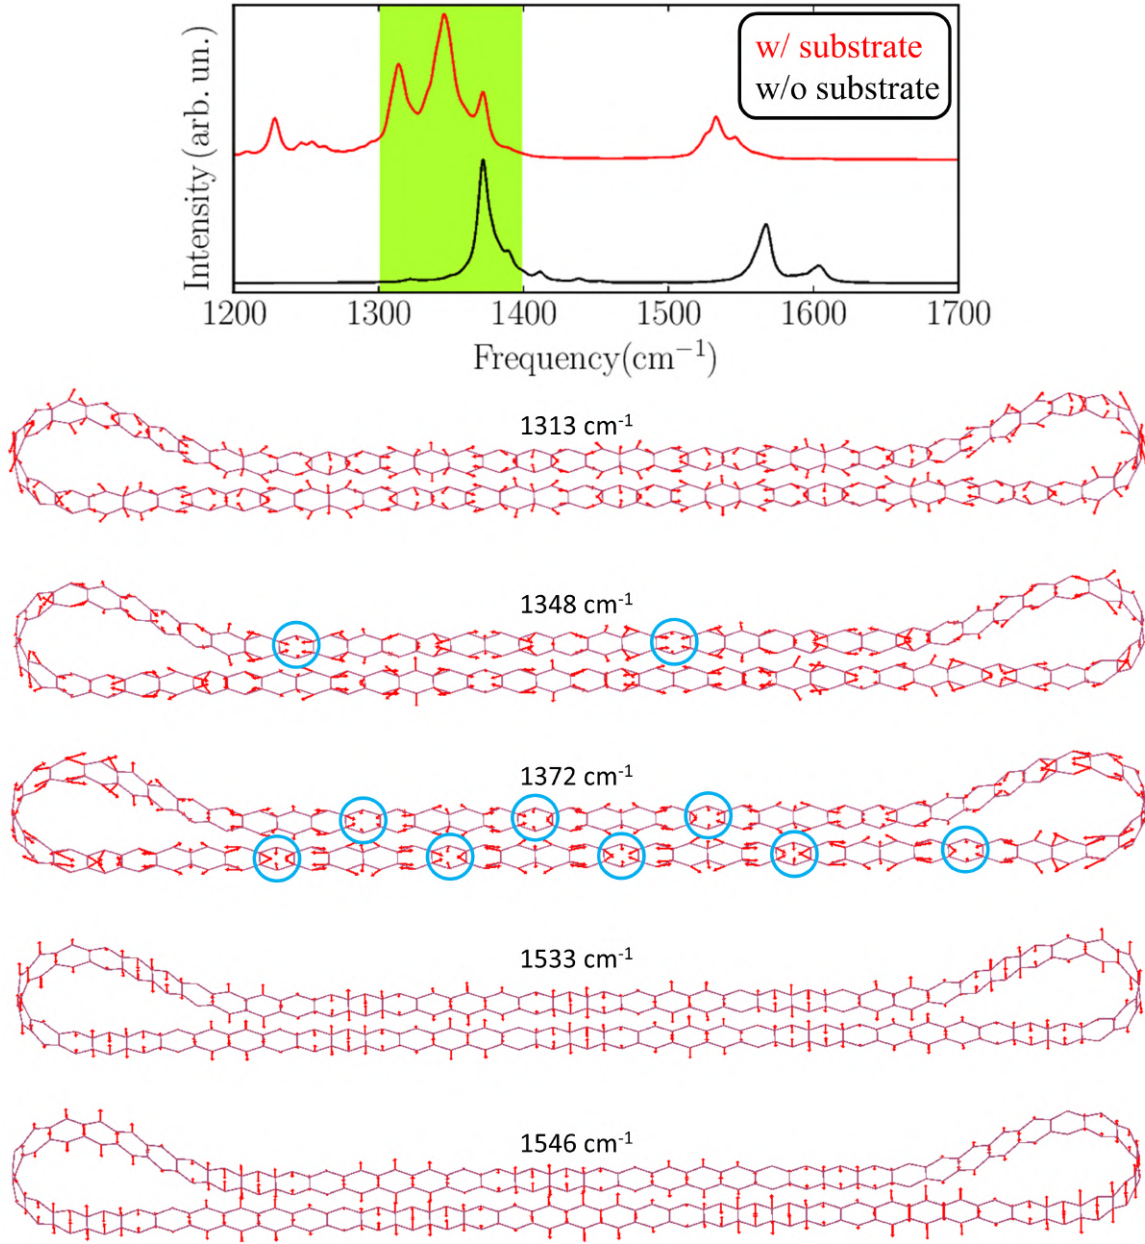 Intensity (arb. un.)
w/ substrate
w/o substrate
1200 1300 1400 1500 1600 1700
Frequency(cm⁻¹)
1313 cm⁻¹
1348 cm⁻¹
1372 cm⁻¹
1533 cm⁻¹
1546 cm⁻¹